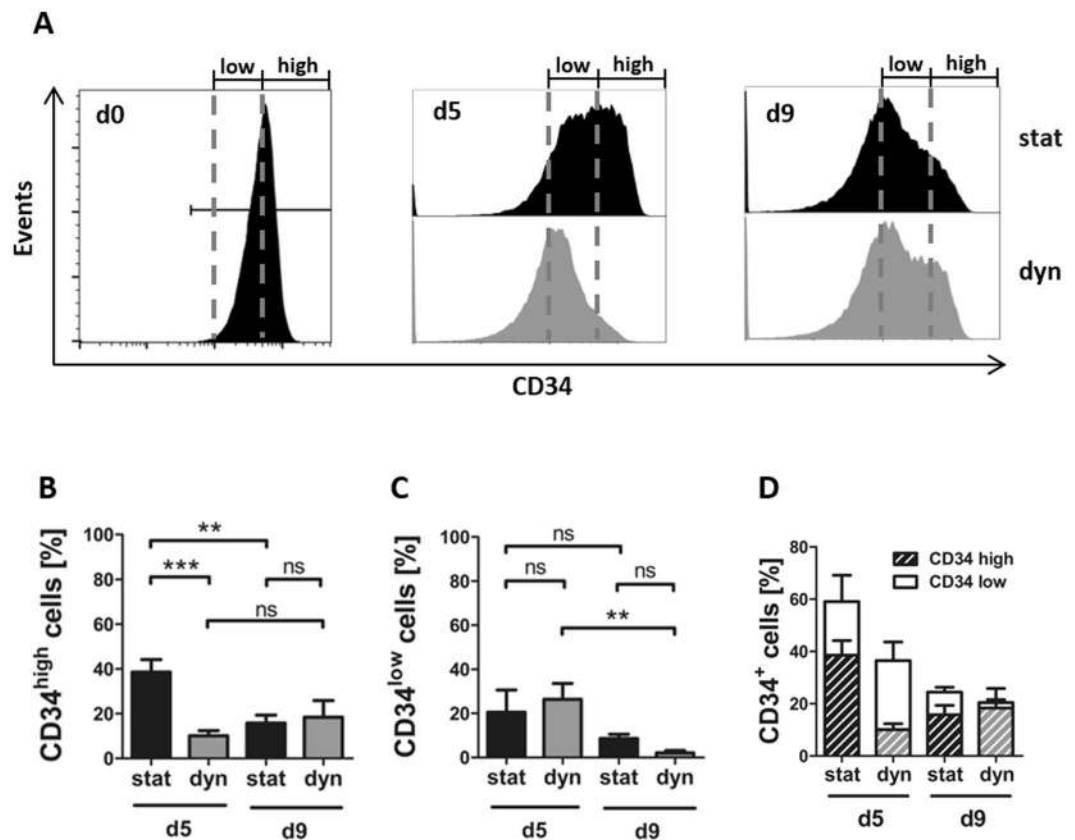 A
low high
low high
low high
d0
d5
d9
stat
dyn
Events
CD34
B
CD34high cells [%]
100
80
60
40
20
0
**
***
ns
ns
stat dyn stat dyn
d5 d9
C
CD34low cells [%]
100
80
60
40
20
0
ns
ns
ns
**
stat dyn stat dyn
d5 d9
D
CD34+ cells [%]
80
60
40
20
0
CD34 high
CD34 low
stat dyn stat dyn
d5 d9